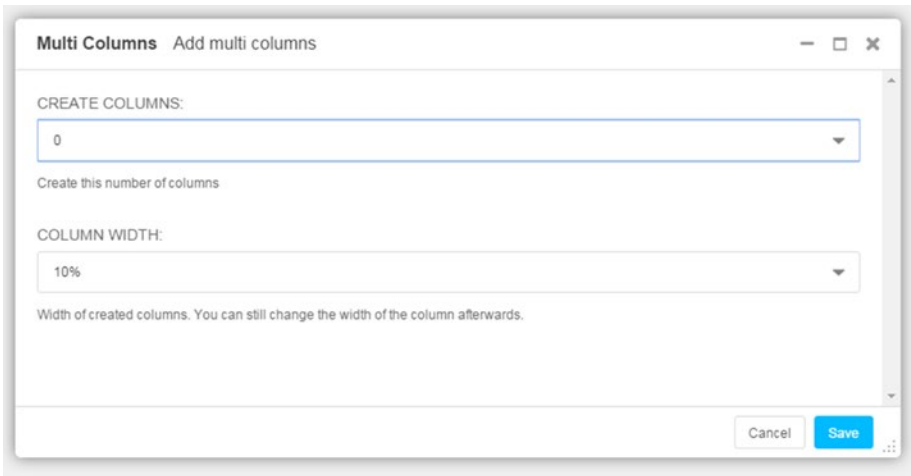 Multi Columns Add multi columns
CREATE COLUMNS:
0
Create this number of columns
COLUMN WIDTH:
10%
Width of created columns. You can still change the width of the column afterwards.
Cancel Save